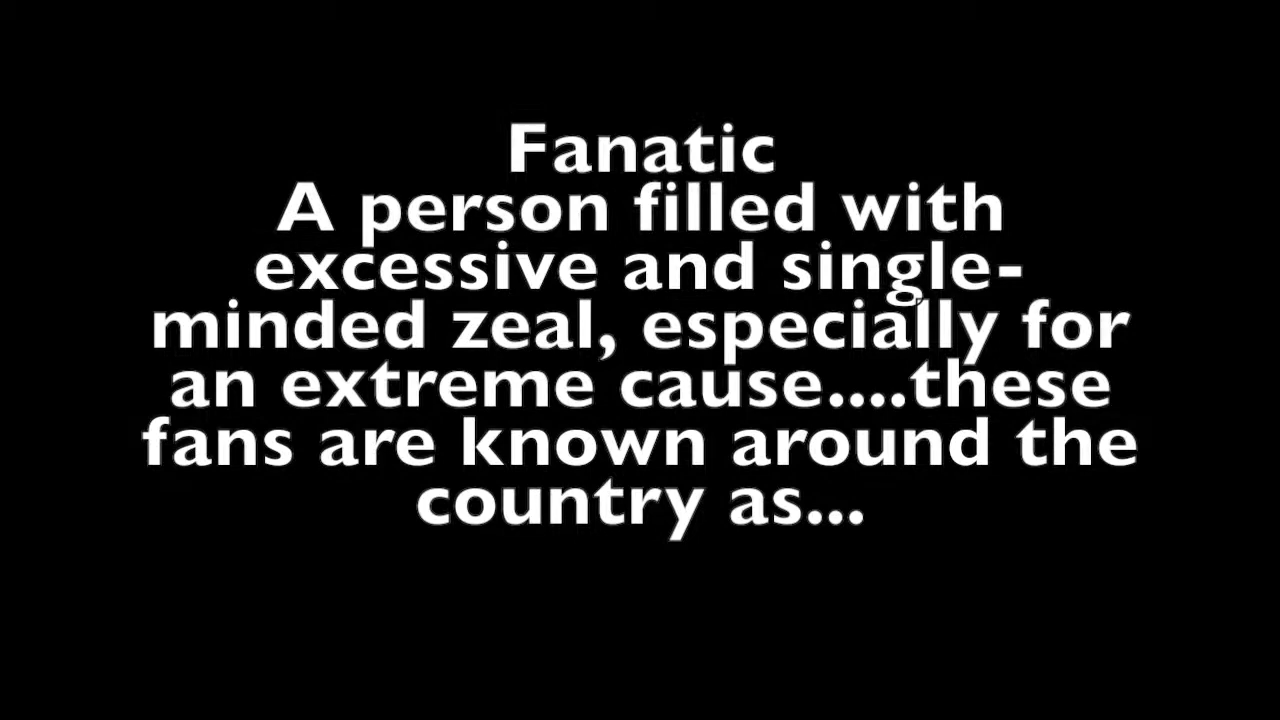 Fanatic
A person filled with
excessive and single-
minded zeal, especially for
an extreme cause....these
fans are known around the
country as...